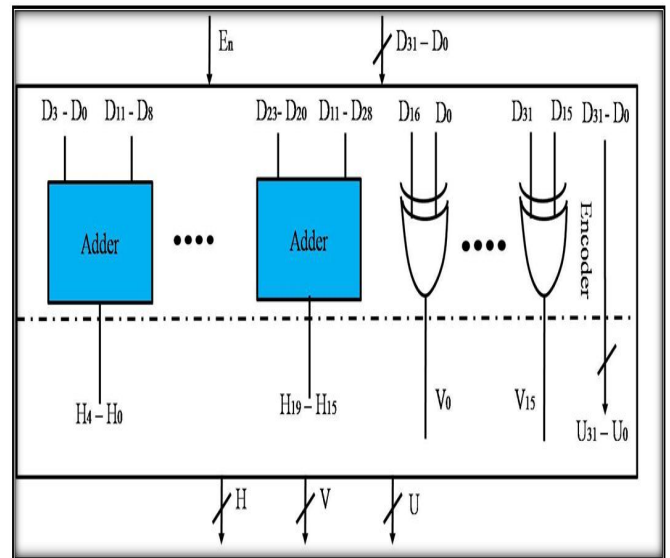 En
D31 – D0
D3 - D0
D11 – D8
D23- D20
D11 - D28
D16
D0
D31
D15
D31- D0
Adder
Adder
Encoder
H4 – H0
H19 – H15
V0
V15
U31 – U0
H
V
U